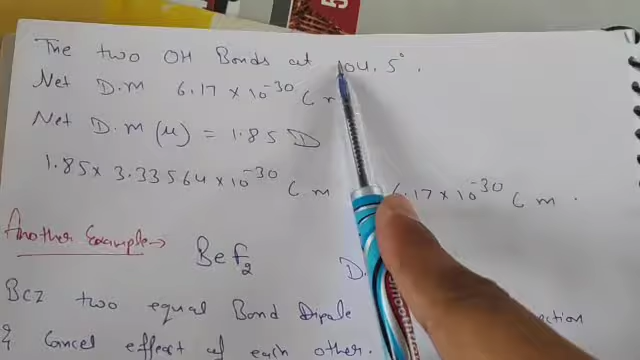 The two OH Bonds at 104.5°.
Net D.M 6.17 × 10⁻³⁰ C m
Net D.M (μ) = 1.85 D
1.85 × 3.33564 × 10⁻³⁰ C.m 6.17 × 10⁻³⁰ C m.
Another Example→ Bef₂ D.
Bcz two equal Bond Dipole
& Cancel effect of each other.